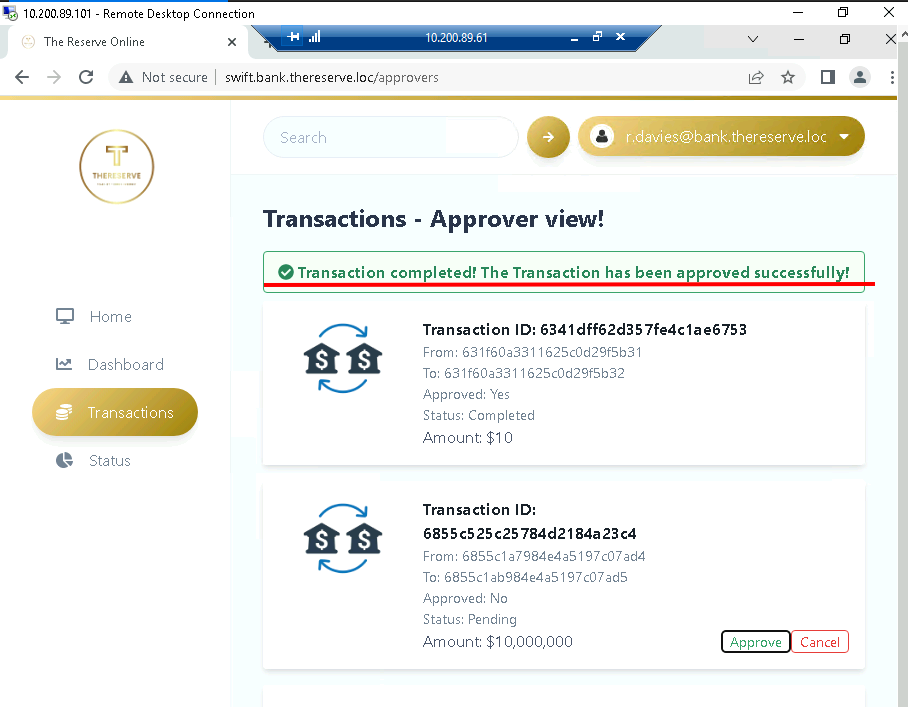 10.200.89.101 - Remote Desktop Connection
The Reserve Online
10.200.89.61
Not secure
swift.bank.thereserve.loc/approvers
T
THERESERVE
Search
r.davies@bank.thereserve.loc
Transactions - Approver view!
Transaction completed! The Transaction has been approved successfully!
Home
Dashboard
Transactions
Status
Transaction ID: 6341dff62d357fe4c1ae6753
From: 631f60a3311625c0d29f5b31
To: 631f60a3311625c0d29f5b32
Approved: Yes
Status: Completed
Amount: $10
Transaction ID:
6855c525c25784d2184a23c4
From: 6855c1a7984e4a5197c07ad4
To: 6855c1ab984e4a5197c07ad5
Approved: No
Status: Pending
Amount: $10,000,000
Approve
Cancel